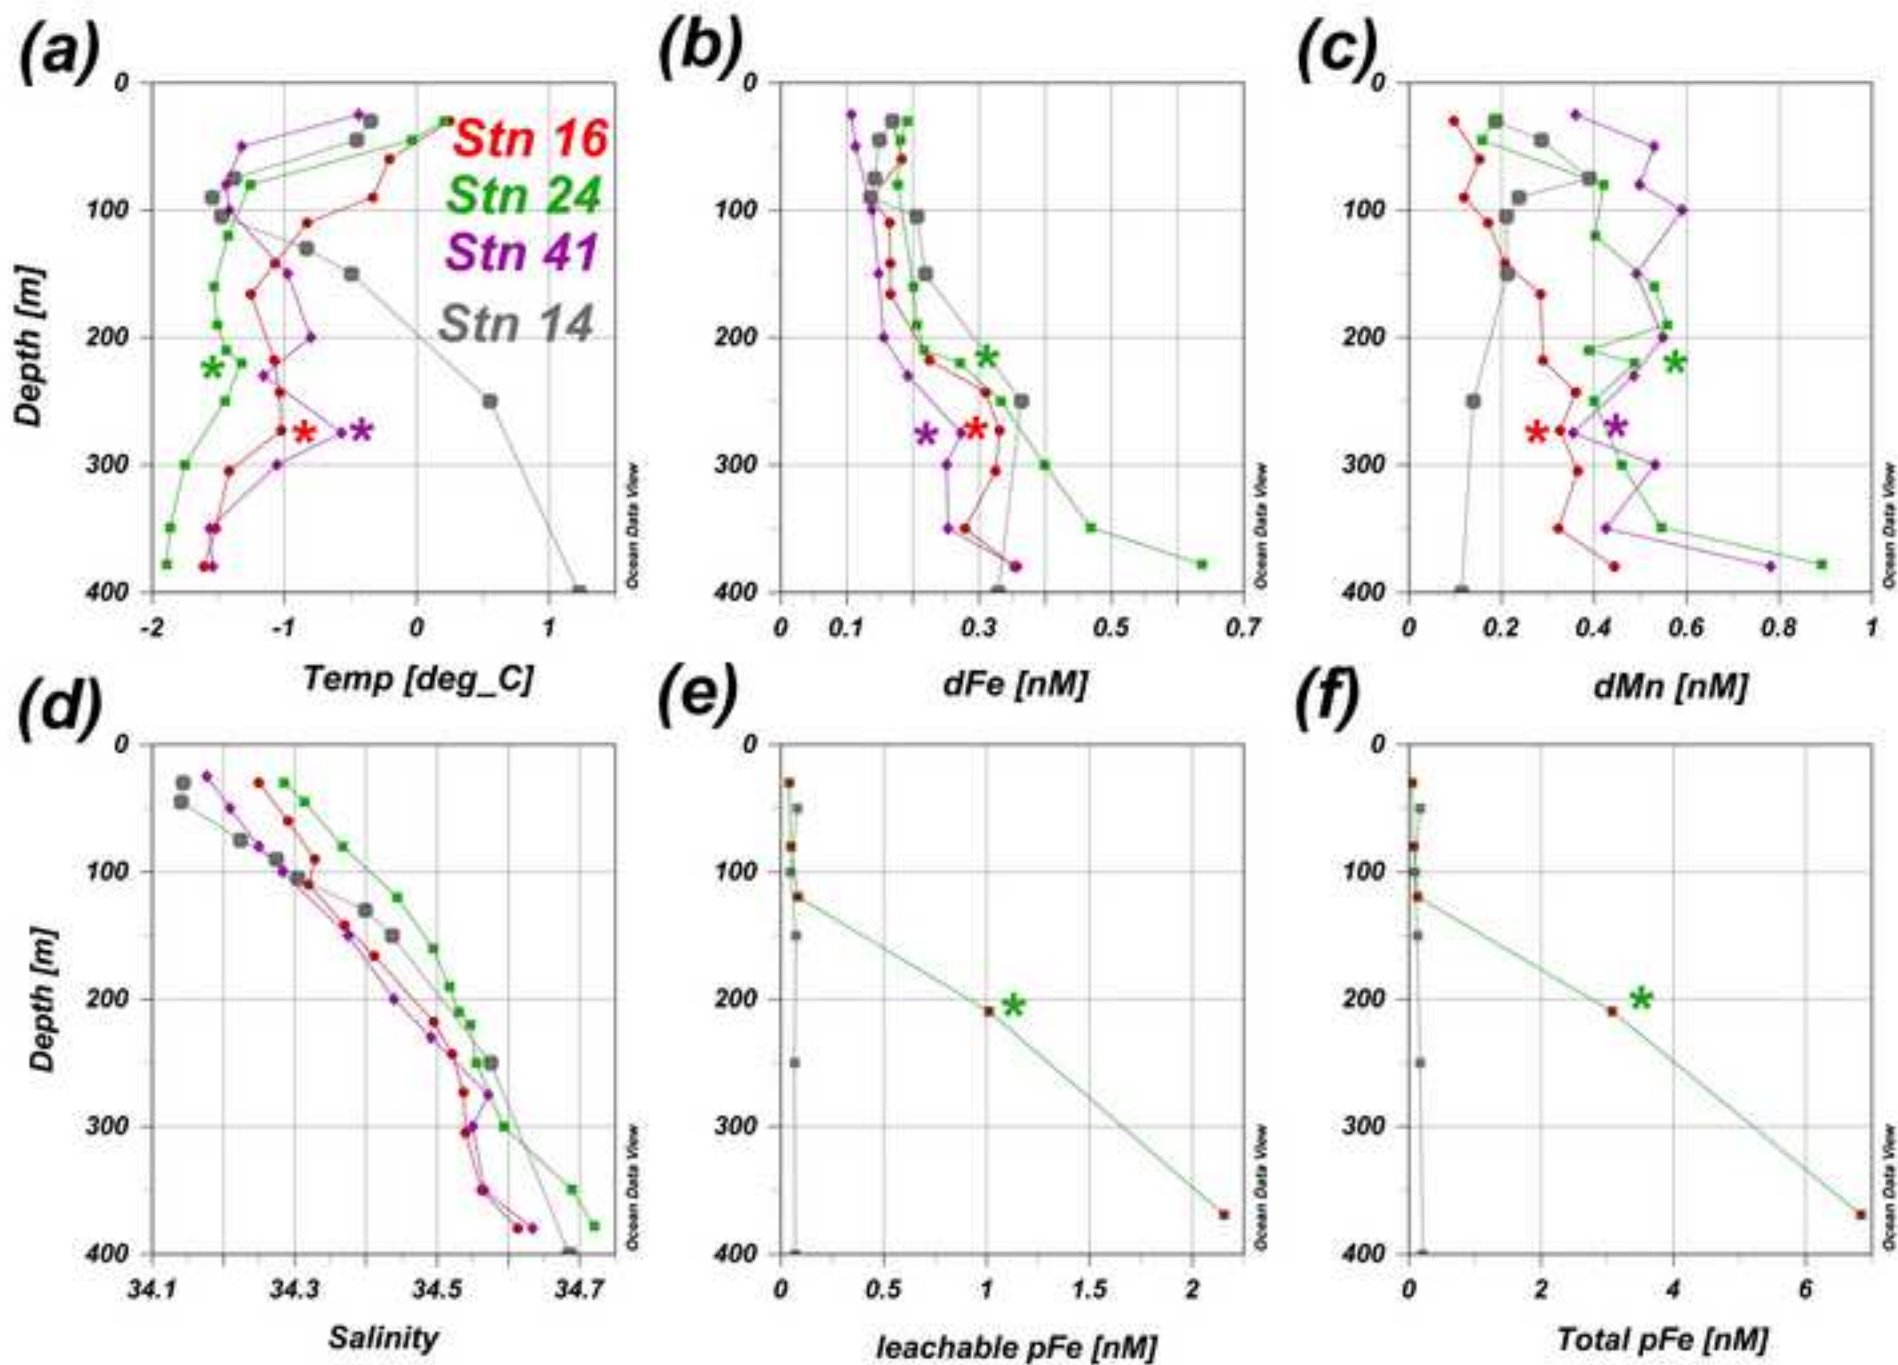 (a)
(b)
(c)
0
100
200
300
400
Depth [m]
-2 -1 0 1
Temp [deg_C]
Stn 16
Stn 24
Stn 41
Stn 14
*
*
*
Ocean Data View
0
100
200
300
400
0 0.1 0.3 0.5 0.7
dFe [nM]
*
*
*
Ocean Data View
0
100
200
300
400
0 0.2 0.4 0.6 0.8 1
dMn [nM]
*
*
*
Ocean Data View
(d)
(e)
(f)
0
100
200
300
400
Depth [m]
34.1 34.3 34.5 34.7
Salinity
Ocean Data View
0
100
200
300
400
0 0.5 1 1.5 2
leachable pFe [nM]
*
Ocean Data View
0
100
200
300
400
0 2 4 6
Total pFe [nM]
*
Ocean Data View